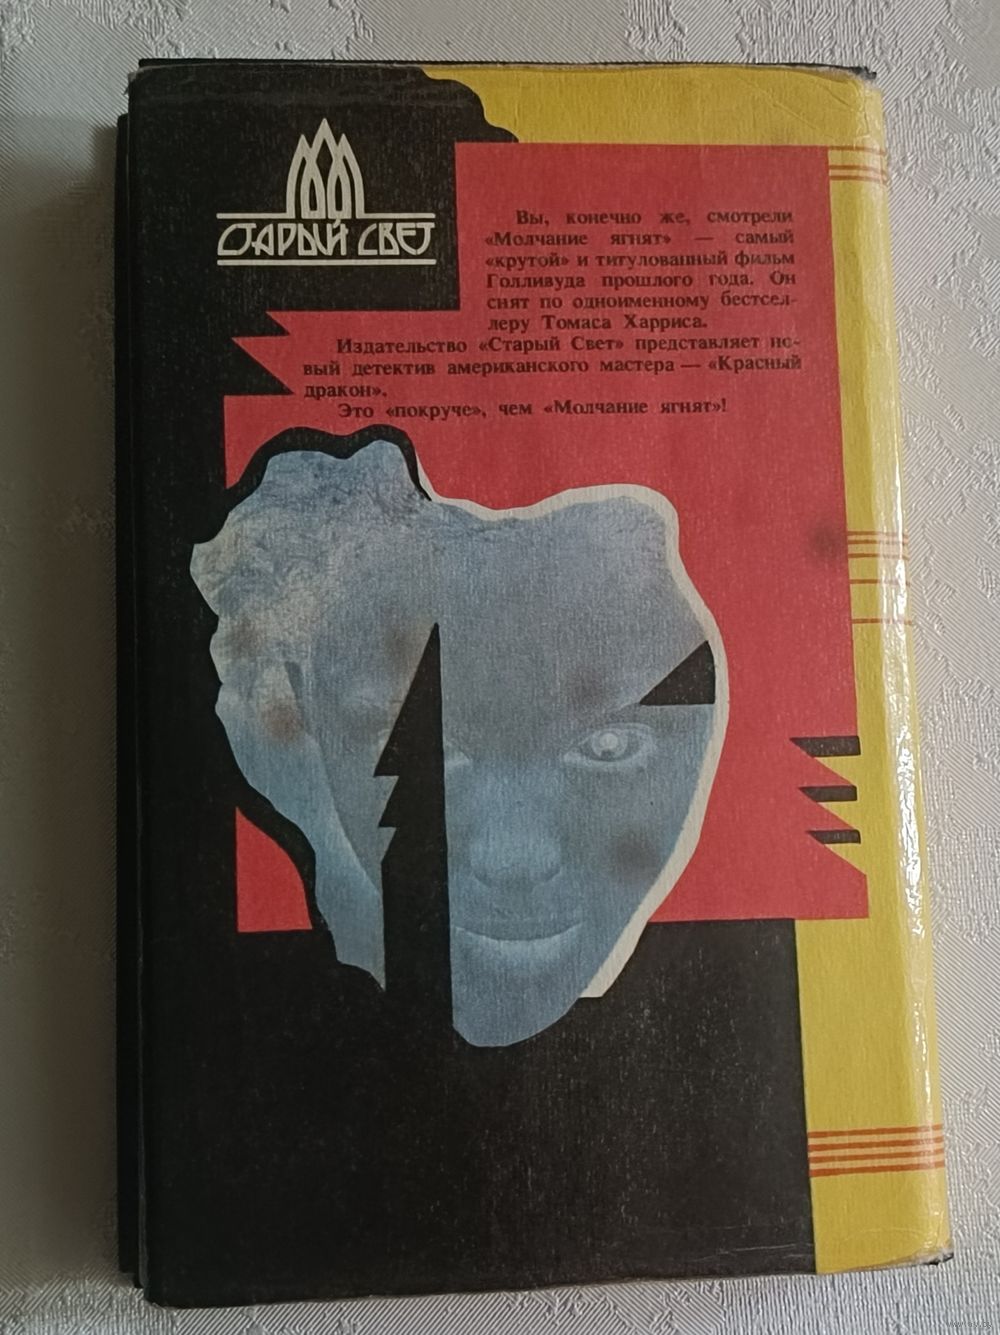 СТАРЫЙ СВЕТ
Вы, конечно же, смотрели
«Молчание ягнят» — самый
«крутой» и титулованный фильм
Голливуда прошлого года. Он
снят по одноименному бестсел-
леру Томаса Харриса.
Издательство «Старый Свет» представляет но-
вый детектив американского мастера — «Красный
дракон».
Это «покруче», чем «Молчание ягнят»!